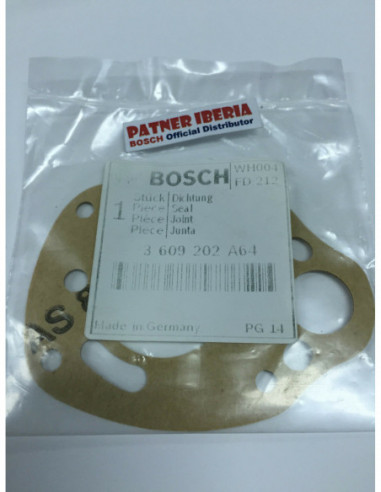 PATNER IBERIA
BOSCH Official Distributor
BOSCH
WH004
FD 212
1
Stück Dichtung
Piece Seal
Pièce Joint
Pieza Junta
3 609 202 A64
Made in Germany
PG 14